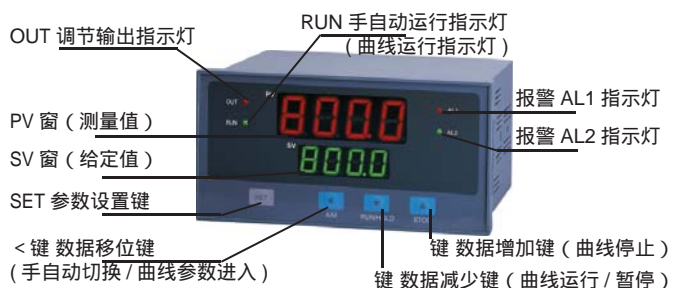 RUN 手自动运行指示灯
(曲线运行指示灯)
OUT 调节输出指示灯
PV
OUT
AL1
报警 AL1 指示灯
RUN
8000
AL2
报警 AL2 指示灯
PV 窗(测量值)
SV
SV 窗(给定值)
800.0
SET 参数设置键
SET
A/M
RUN/HOLD
STOP
<键 数据移位键
(手自动切换/曲线参数进入)
键 数据增加键(曲线停止)
键 数据减少键(曲线运行/暂停)